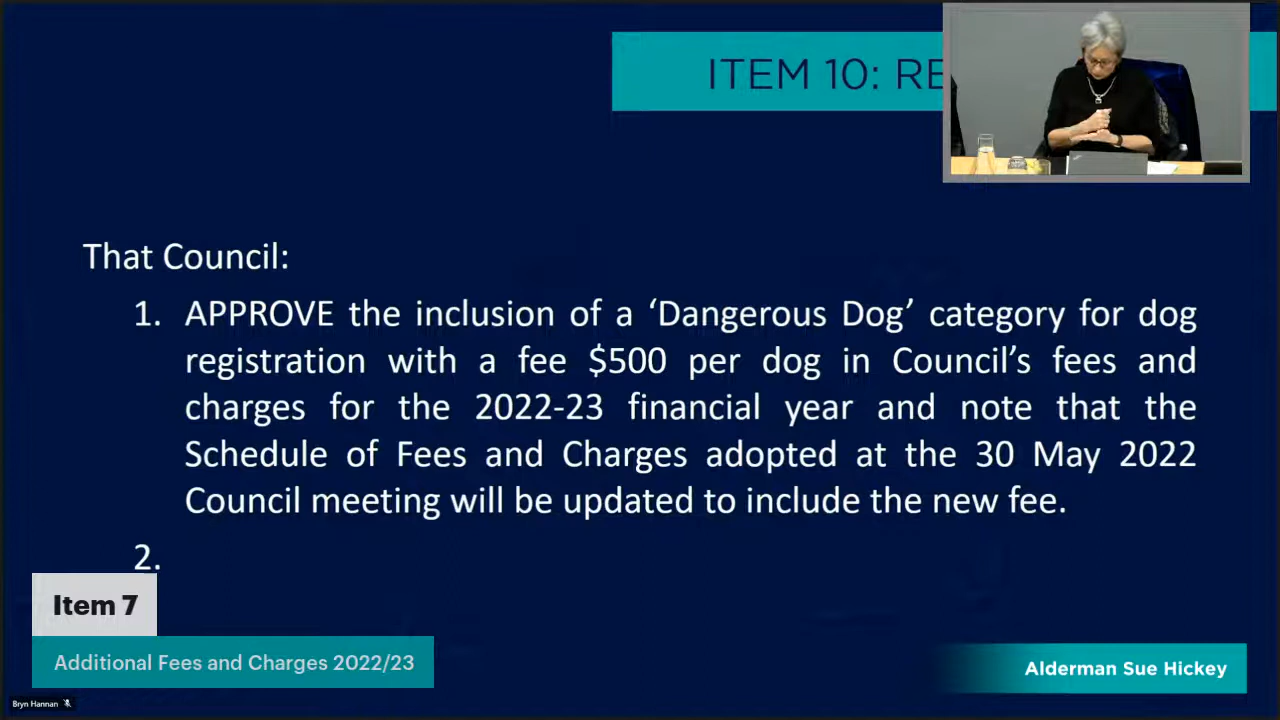 ITEM 10: RE
That Council:
1. APPROVE the inclusion of a ‘Dangerous Dog’ category for dog
registration with a fee $500 per dog in Council’s fees and
charges for the 2022-23 financial year and note that the
Schedule of Fees and Charges adopted at the 30 May 2022
Council meeting will be updated to include the new fee.
2.
Item 7
Additional Fees and Charges 2022/23
Alderman Sue Hickey
Bryn Hannan